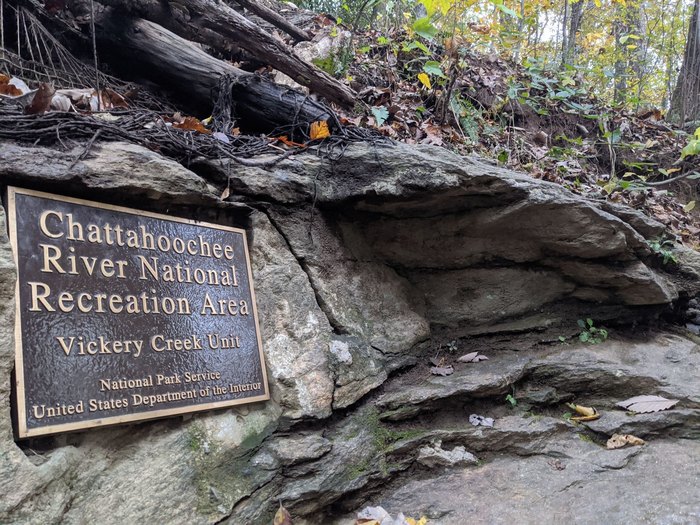 Chattahoochee
River National
Recreation Area
Vickery Creek Unit
National Park Service
United States Department of the Interior